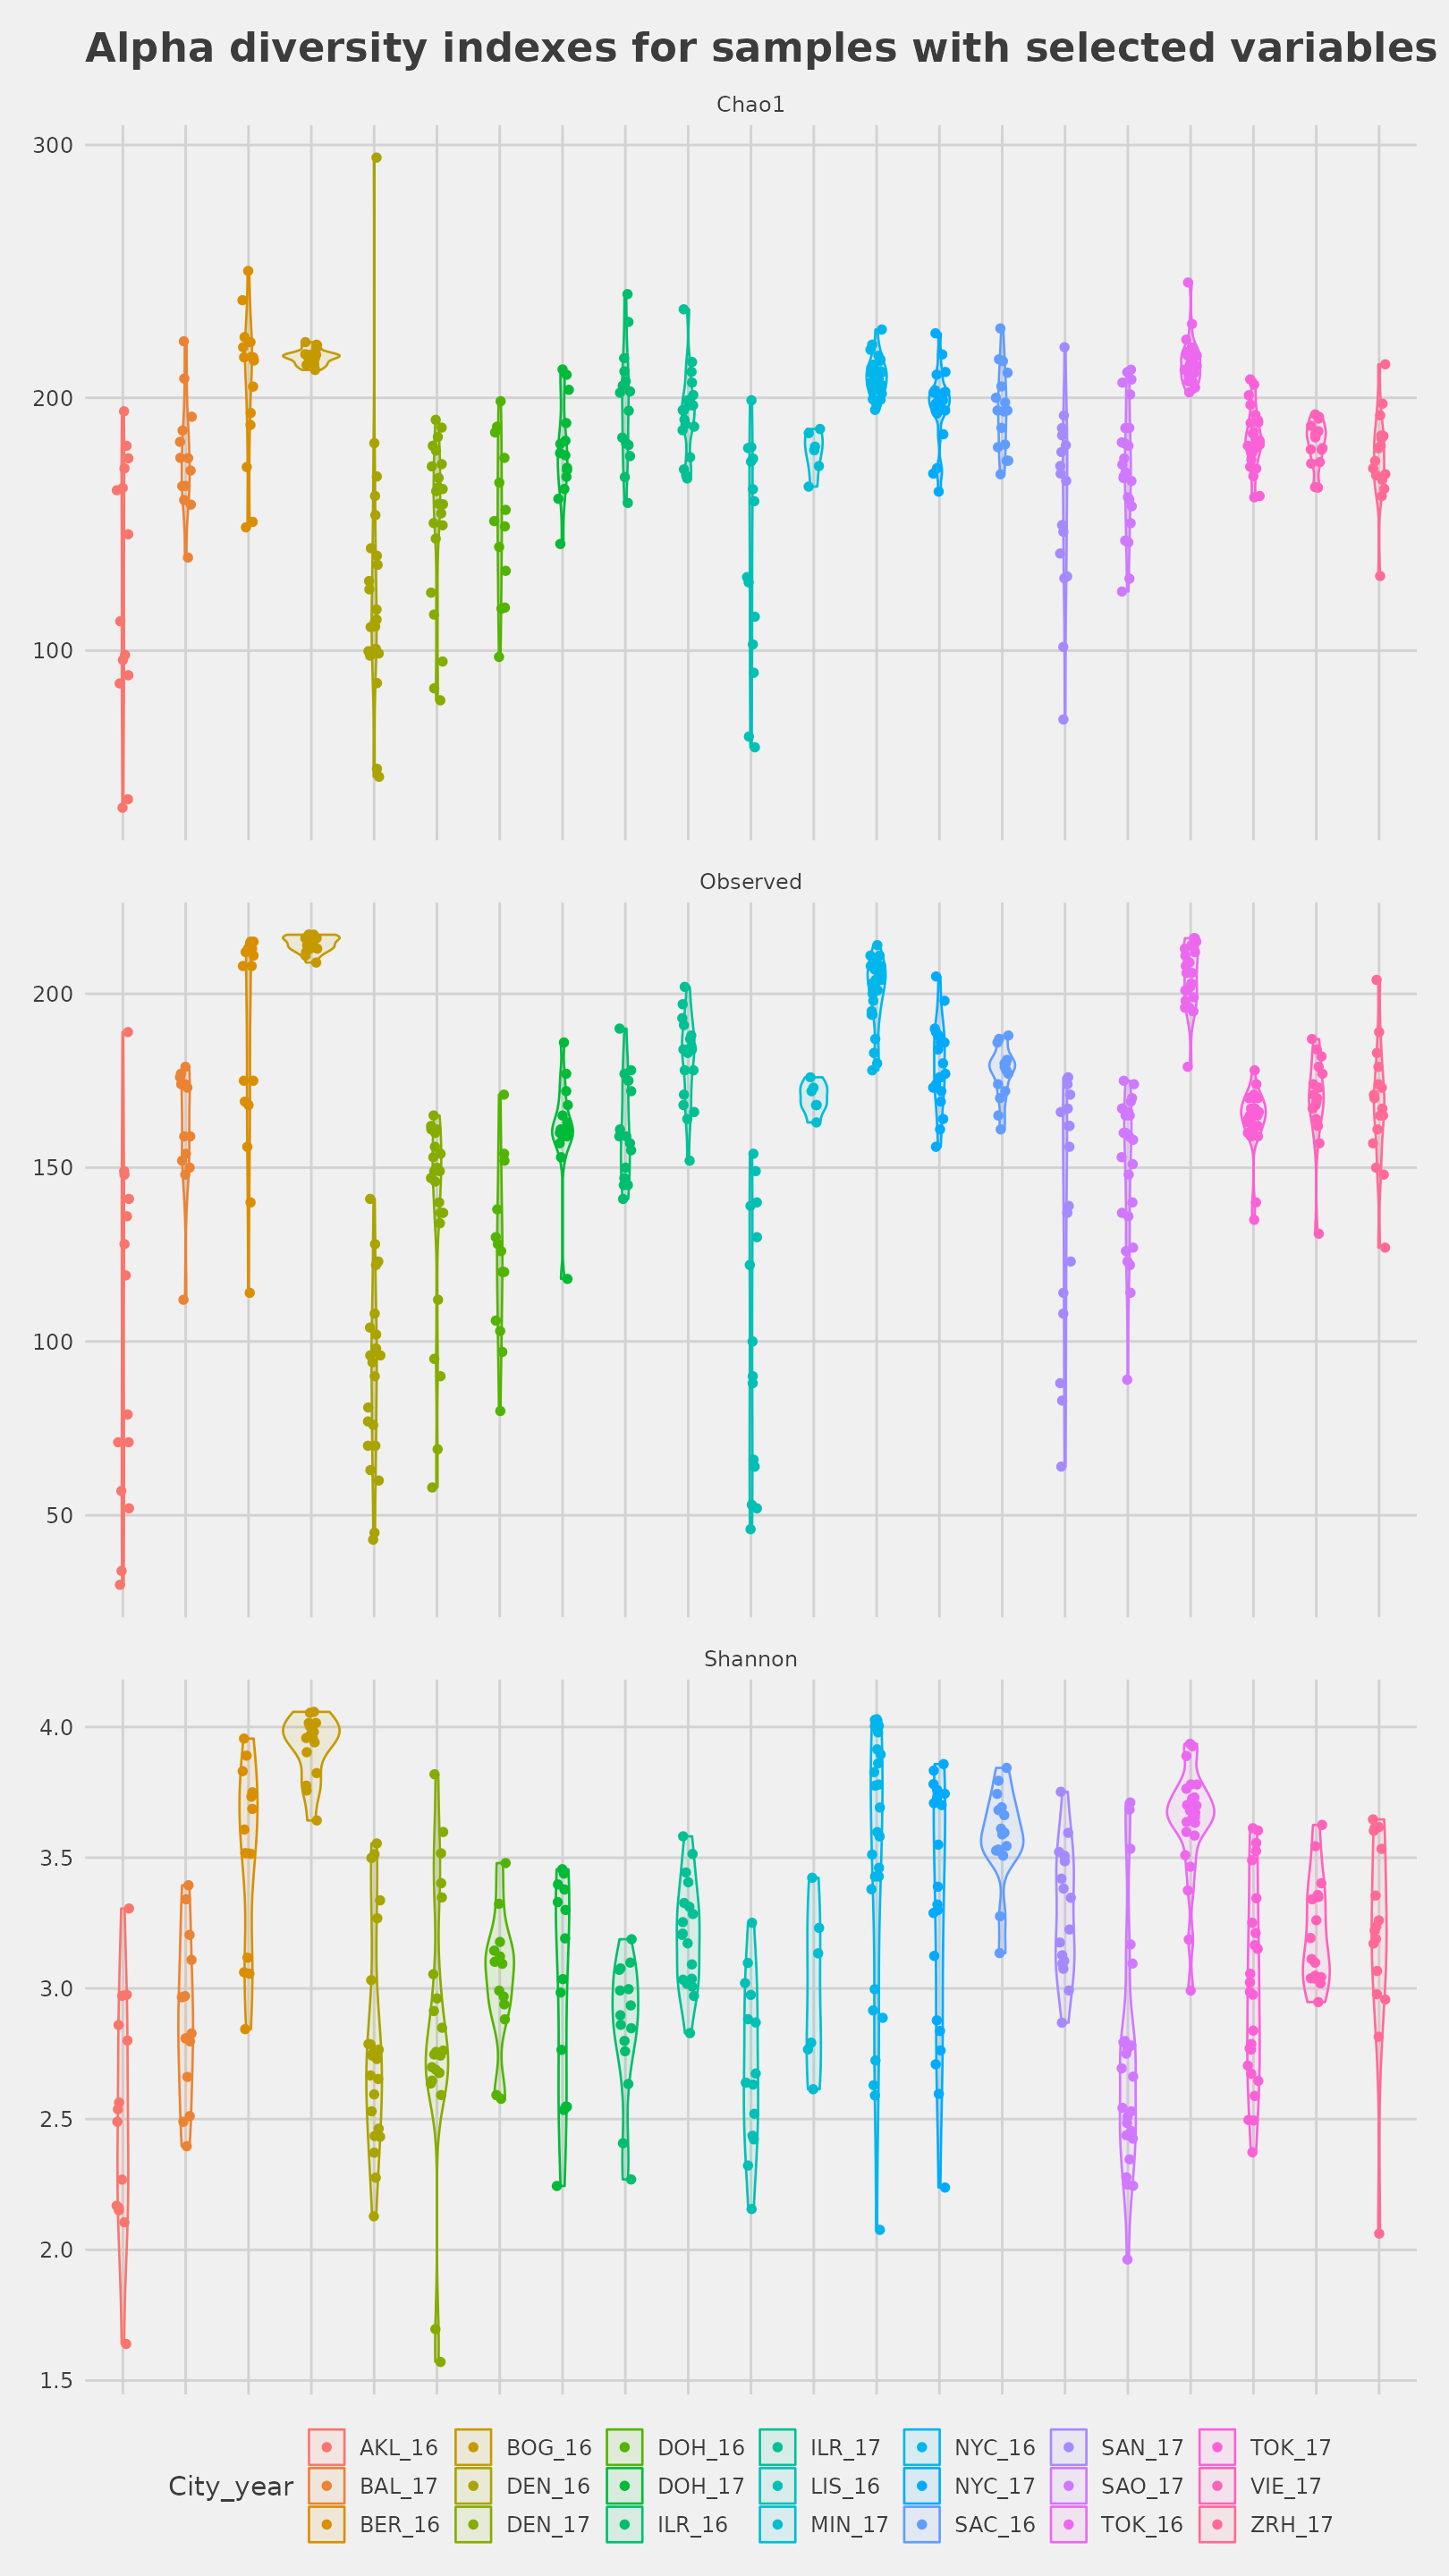 Alpha diversity indexes for samples with selected variables
Chao1
300
200
100
Observed
200
150
100
50
Shannon
4.0
3.5
3.0
2.5
2.0
1.5
AKL_16 BOG_16 DOH_16 ILR_17 NYC_16 SAN_17 TOK_17
City_year BAL_17 DEN_16 DOH_17 LIS_16 NYC_17 SAO_17 VIE_17
BER_16 DEN_17 ILR_16 MIN_17 SAC_16 TOK_16 ZRH_17